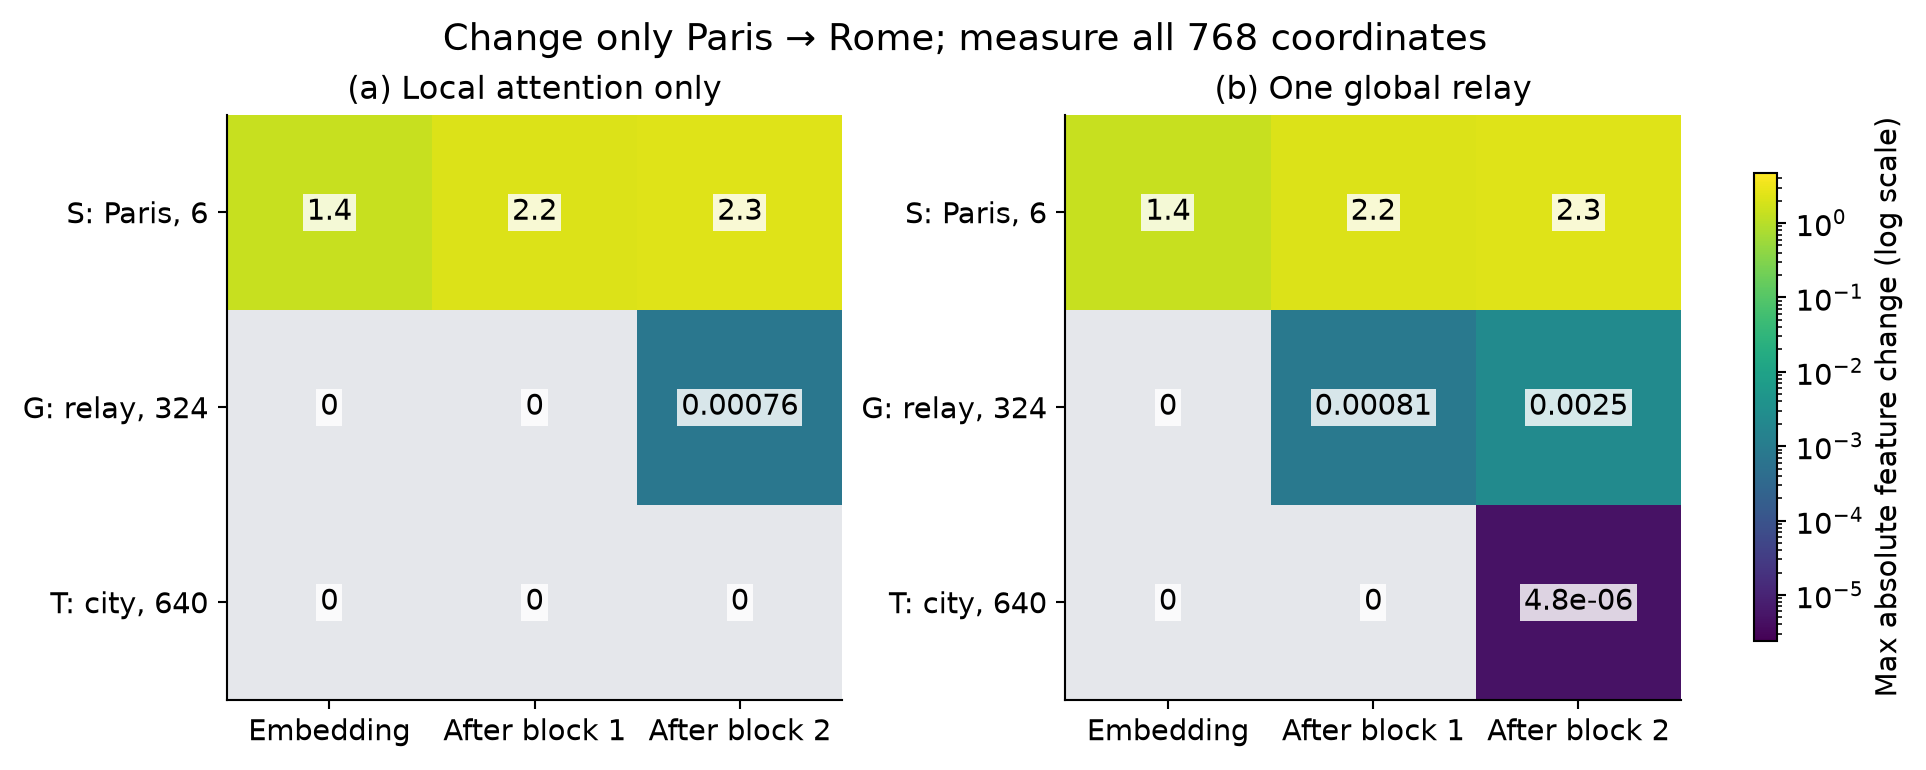 Change only Paris → Rome; measure all 768 coordinates
(a) Local attention only
S: Paris, 6
1.4
2.2
2.3
G: relay, 324
0
0
0.00076
T: city, 640
0
0
0
Embedding
After block 1
After block 2
(b) One global relay
S: Paris, 6
1.4
2.2
2.3
G: relay, 324
0
0.00081
0.0025
T: city, 640
0
0
4.8e-06
Embedding
After block 1
After block 2
10⁰
10⁻¹
10⁻²
10⁻³
10⁻⁴
10⁻⁵
Max absolute feature change (log scale)